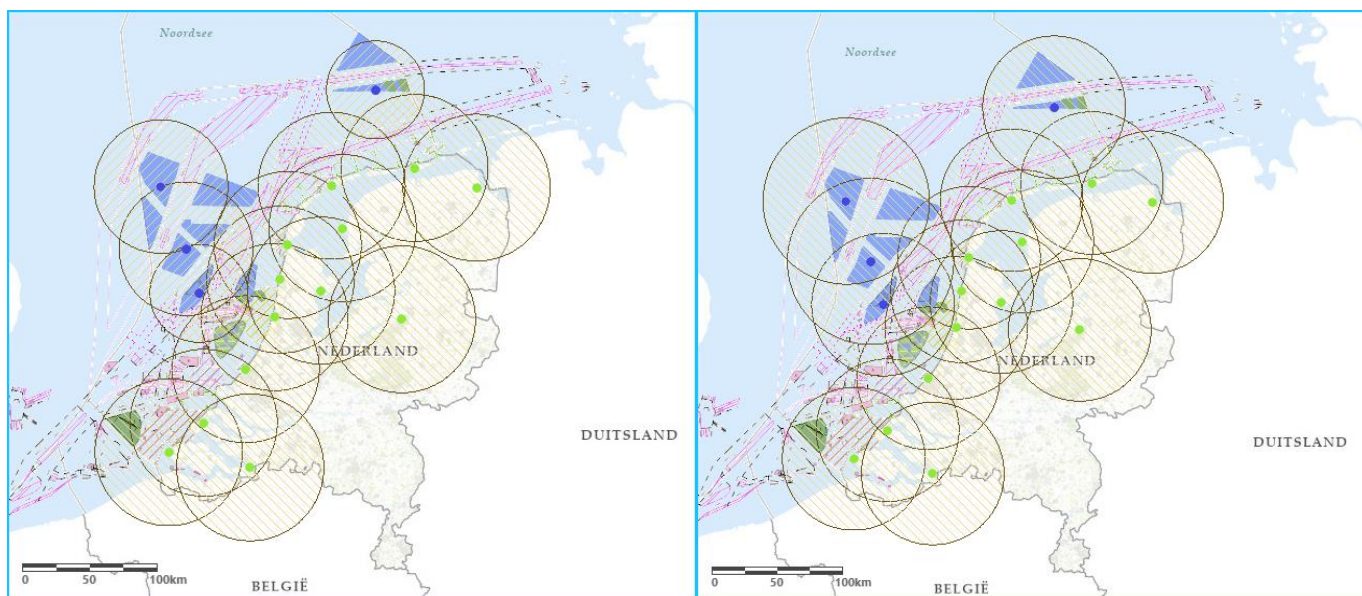 Noordzee
NEDERLAND
DUITSLAND
BELGIË
0 50 100km
Noordzee
NEDERLAND
DUITSLAND
BELGIË
0 50 100km